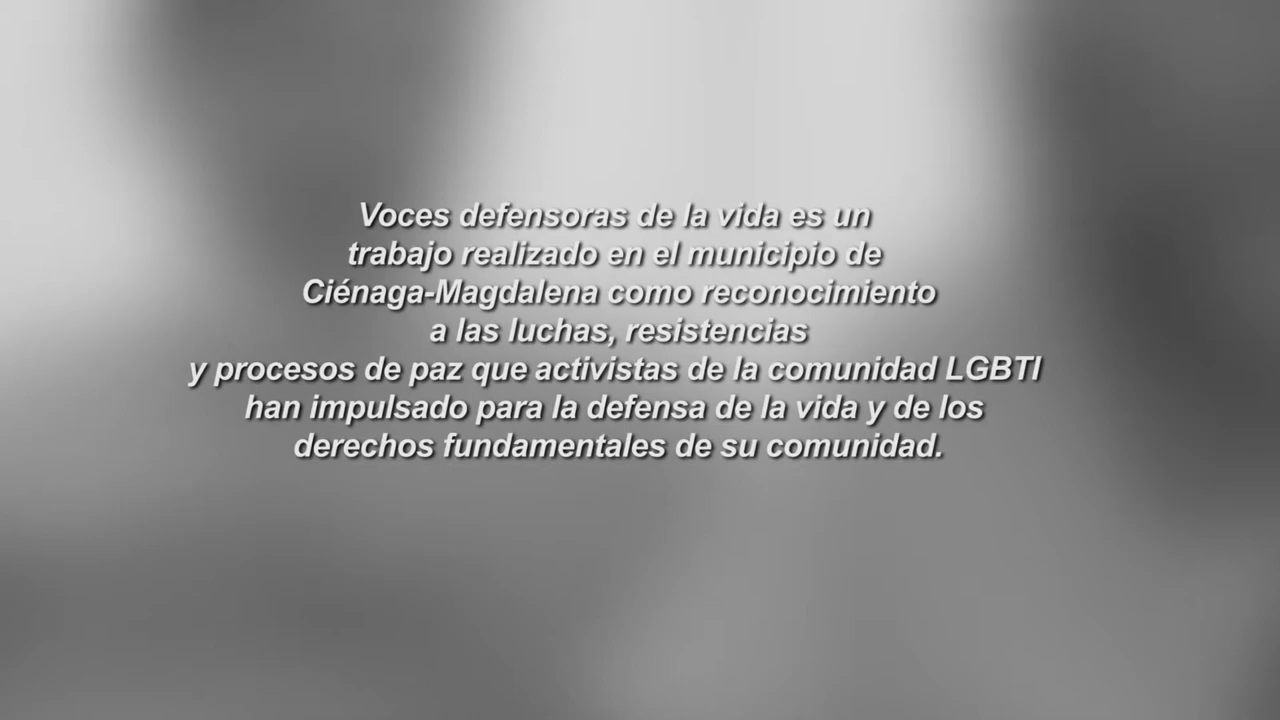 Voces defensoras de la vida es un
trabajo realizado en el municipio de
Ciénaga-Magdalena como reconocimiento
a las luchas, resistencias
y procesos de paz que activistas de la comunidad LGBTI
han impulsado para la defensa de la vida y de los
derechos fundamentales de su comunidad.